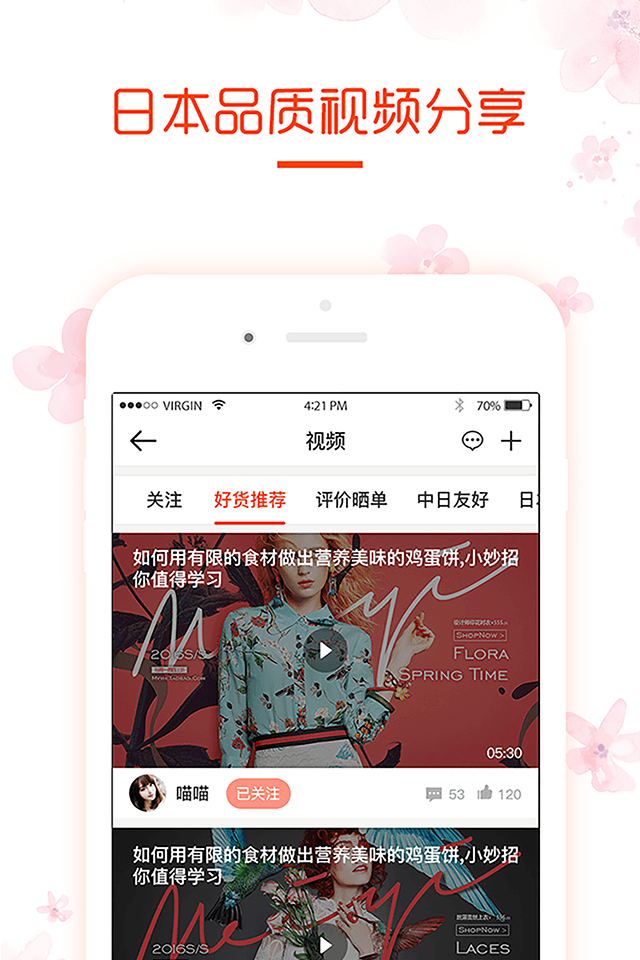 日本品质视频分享
VIRGIN
4:21 PM
70%
视频
关注
好货推荐
评价晒单
中日友好
如何用有限的食材做出营养美味的鸡蛋饼,小妙招
你值得学习
ShopNow >
2016S/S
FLORA
SPRING TIME
05:30
喵喵
已关注
53
120
如何用有限的食材做出营养美味的鸡蛋饼,小妙招
你值得学习
ShopNow >
2016S/S
LACES